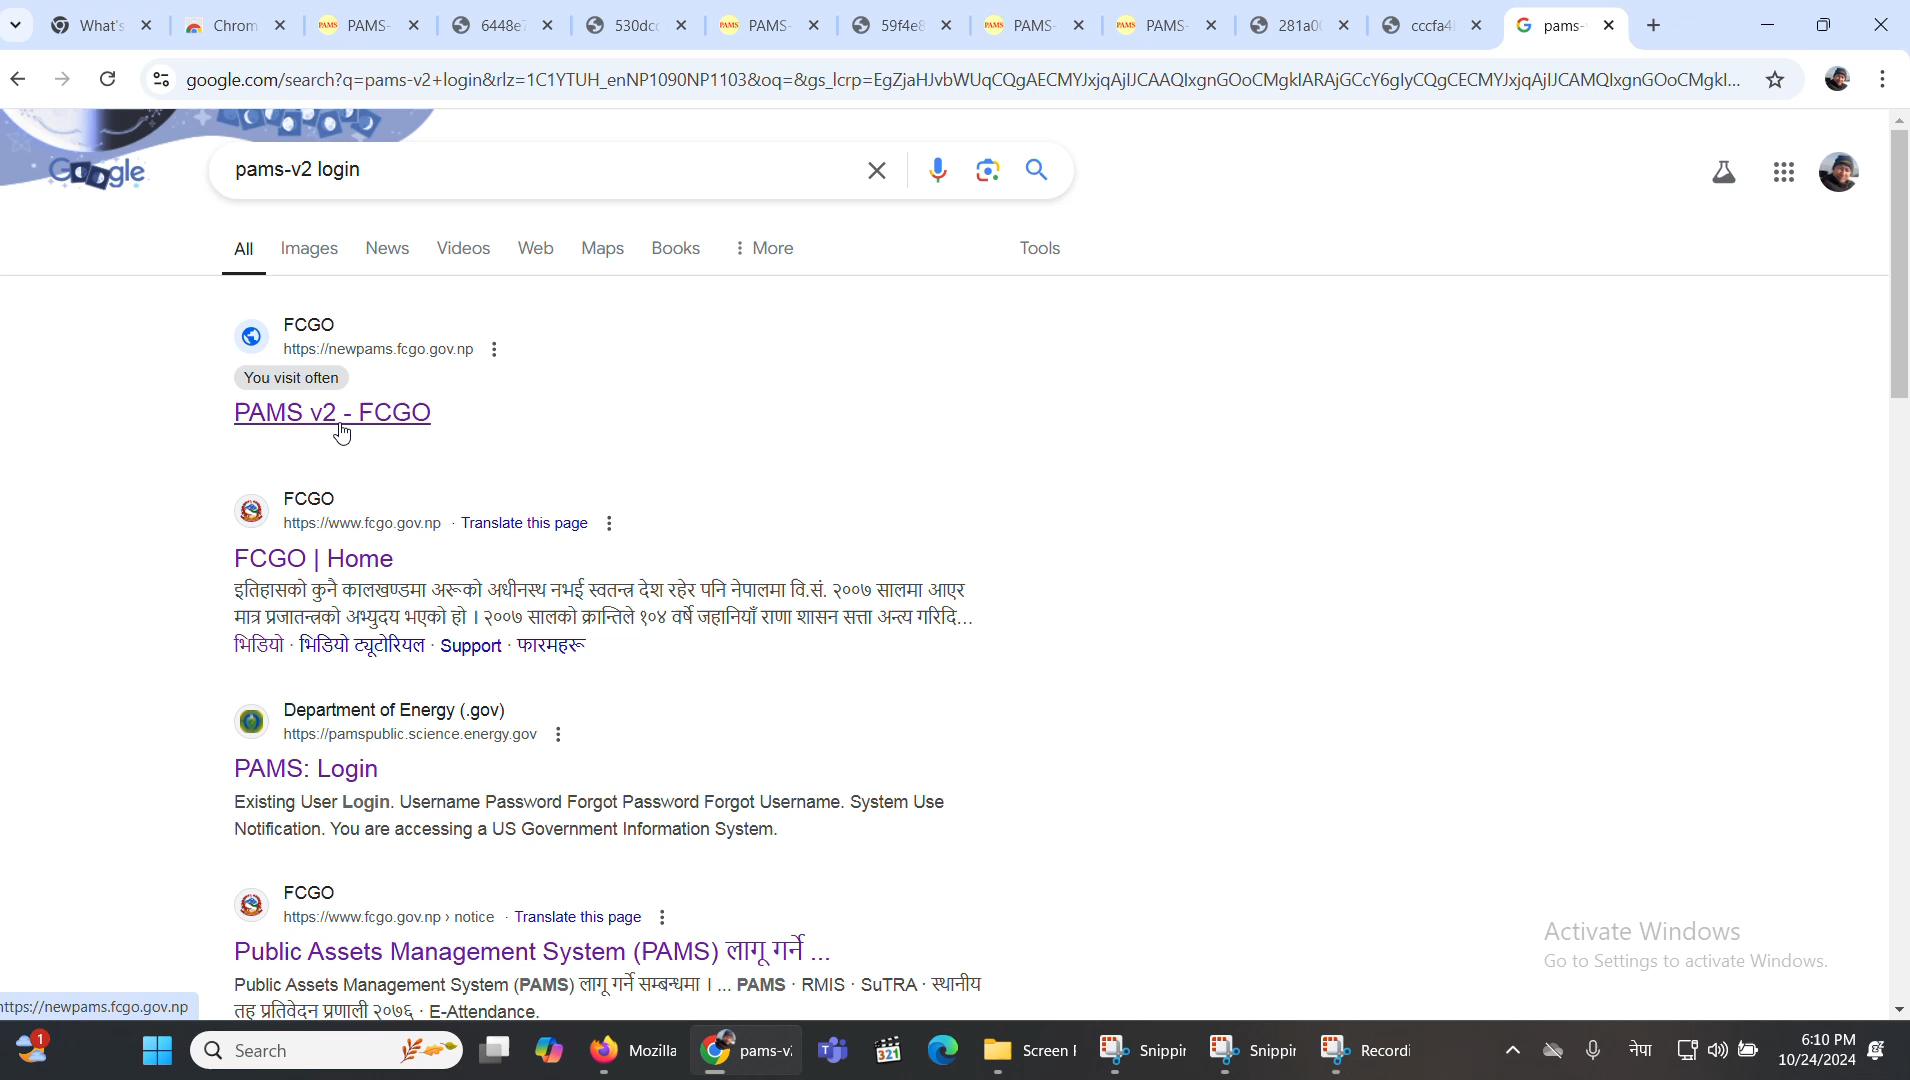 What's
Chrom
PAMS-
6448e7
530dcc
PAMS-
59f4e8
PAMS-
PAMS-
281a0
cccfa4
pams-
google.com/search?q=pams-v2+login&rlz=1C1YTUH_enNP1090NP1103&oq=&gs_lcrp=
Google
pams-v2 login
All Images News Videos Web Maps Books More Tools
FCGO
https://newpams.fcgo.gov.np
You visit often
PAMS v2 - FCGO
FCGO
https://www.fcgo.gov.np · Translate this page
FCGO | Home
इतिहासको कुनै कालखण्डमा अरूको अधीनस्थ नभई स्वतन्त्र देश रहेर पनि नेपालमा वि.सं. २००७ सालमा आएर
मात्र प्रजातन्त्रको अभ्युदय भएको हो । २००७ सालको क्रान्तिले १०४ वर्षे जहानियाँ राणा शासन सत्ता अन्त्य गरिदि...
भिडियो · भिडियो ट्यूटोरियल · Support · फारमहरू
Department of Energy (.gov)
https://pamspublic.science.energy.gov
PAMS: Login
Existing User Login. Username Password Forgot Password Forgot Username. System Use
Notification. You are accessing a US Government Information System.
FCGO
https://www.fcgo.gov.np › notice · Translate this page
Public Assets Management System (PAMS) लागू गर्ने ...
Public Assets Management System (PAMS) लागू गर्ने सम्बन्धमा । ... PAMS · RMIS · SuTRA · स्थानीय
तह प्रतिवेदन प्रणाली २०७६ · E-Attendance.
Activate Windows
Go to Settings to activate Windows.
ttps://newpams.fcgo.gov.np
1
Search
Mozilla
pams-v
321
Screen
Snippi
Snippi
Recordi
नेपा
6:10 PM
10/24/2024